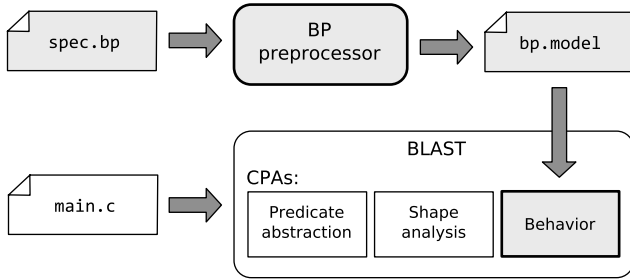 spec.bp
BP
preprocessor
bp.model
BLAST
CPAs:
main.c
Predicate
abstraction
Shape
analysis
Behavior